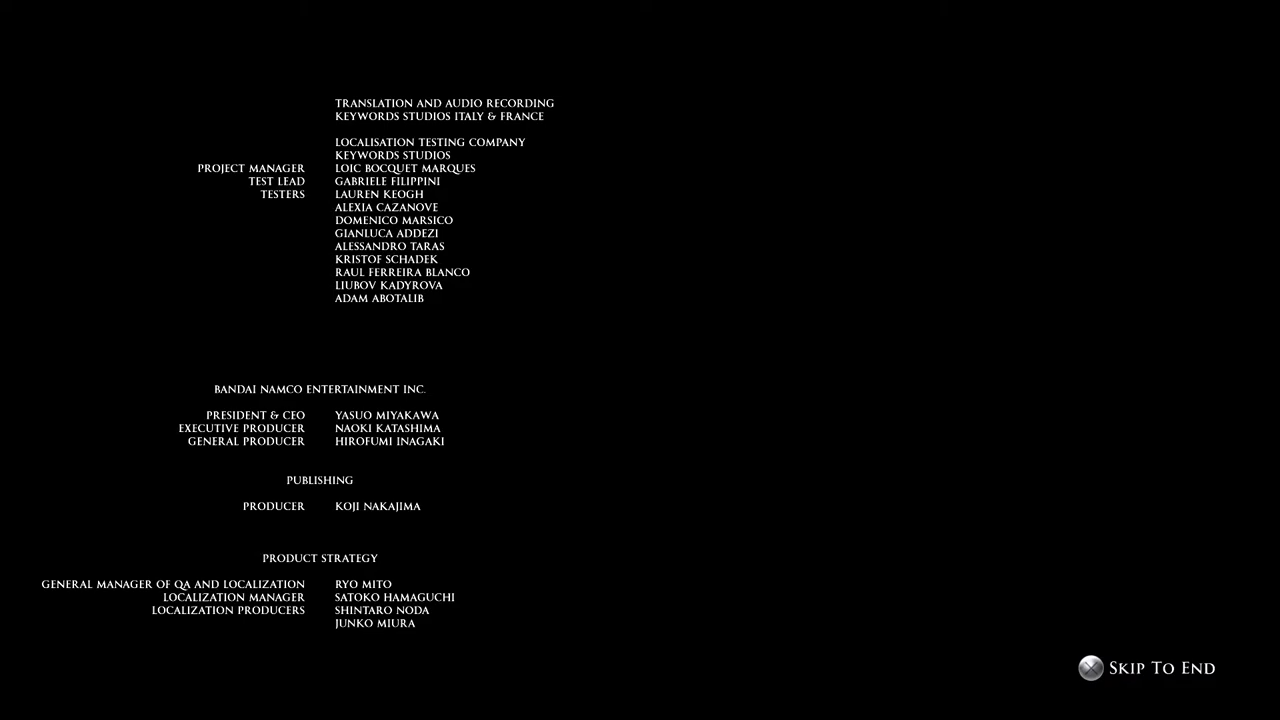 TRANSLATION AND AUDIO RECORDING
KEYWORDS STUDIOS ITALY & FRANCE
LOCALISATION TESTING COMPANY
KEYWORDS STUDIOS
PROJECT MANAGER LOIC BOCQUET MARQUES
TEST LEAD GABRIELE FILIPPINI
TESTERS LAUREN KEOGH
ALEXIA CAZANOVE
DOMENICO MARSICO
GIANLUCA ADDEZI
ALESSANDRO TARAS
KRISTOF SCHADEK
RAUL FERREIRA BLANCO
LIUBOV KADYROVA
ADAM ABOTALIB
BANDAI NAMCO ENTERTAINMENT INC.
PRESIDENT & CEO YASUO MIYAKAWA
EXECUTIVE PRODUCER NAOKI KATASHIMA
GENERAL PRODUCER HIROFUMI INAGAKI
PUBLISHING
PRODUCER KOJI NAKAJIMA
PRODUCT STRATEGY
GENERAL MANAGER OF QA AND LOCALIZATION RYO MITO
LOCALIZATION MANAGER SATOKO HAMAGUCHI
LOCALIZATION PRODUCERS SHINTARO NODA
JUNKO MIURA
SKIP TO END